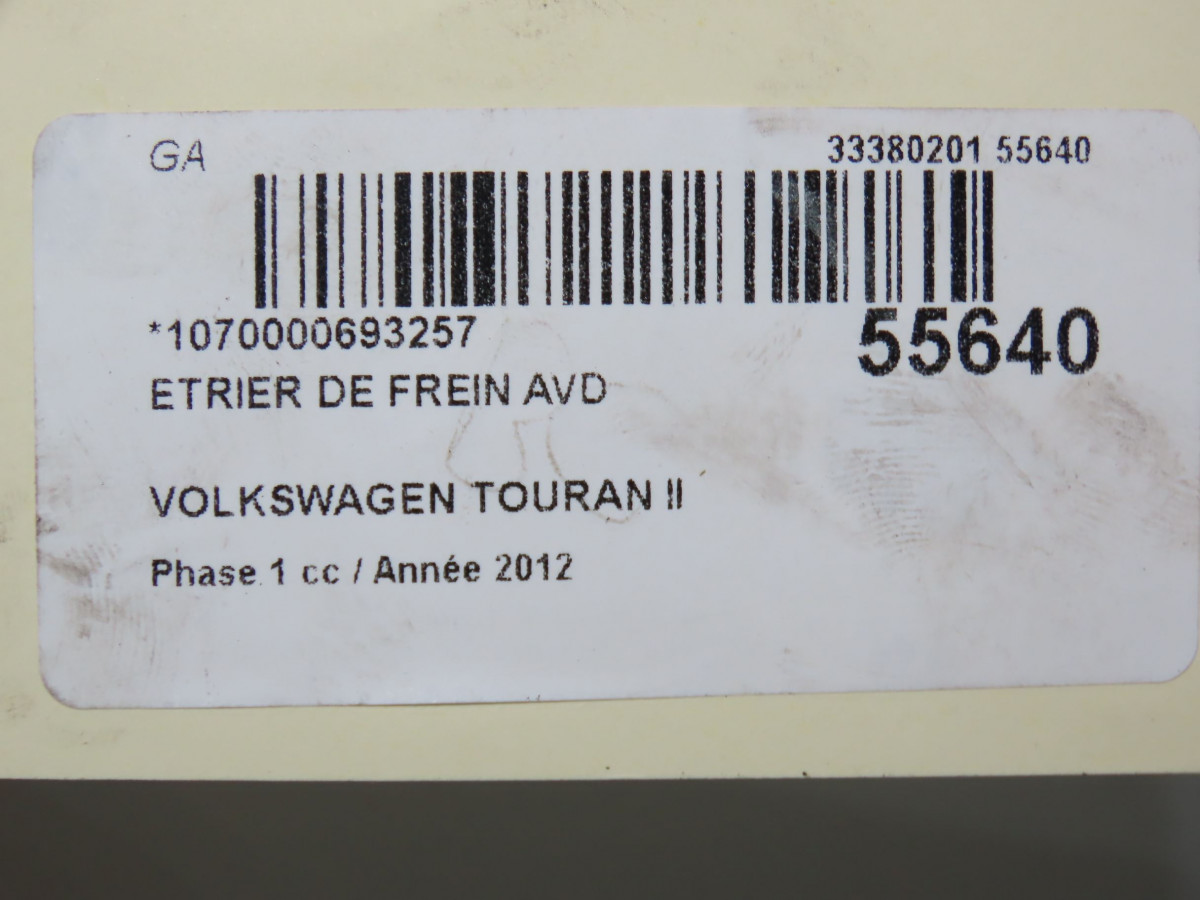 GA
33380201 55640
*1070000693257
55640
ETRIER DE FREIN AVD
VOLKSWAGEN TOURAN II
Phase 1 cc / Année 2012